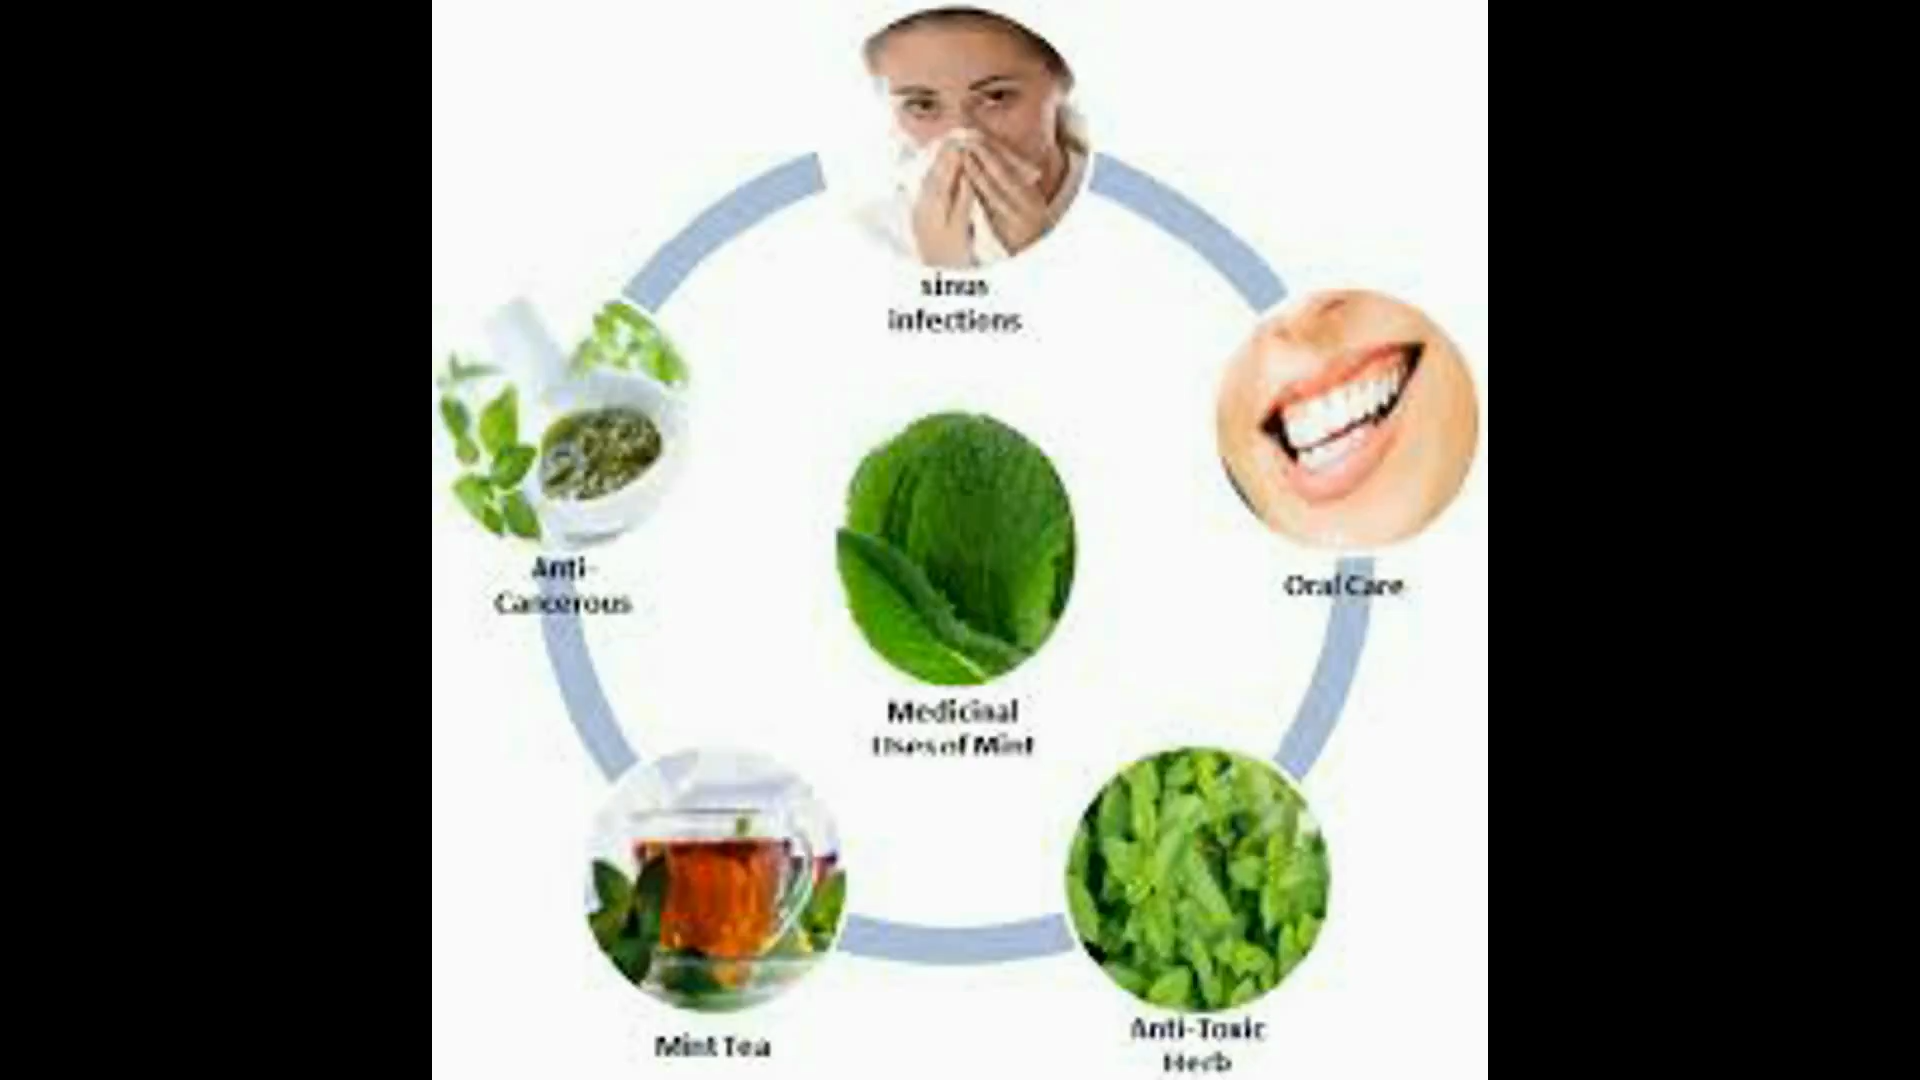 sinus
infections
Oral Care
Anti-Toxic
Herb
Mint Tea
Anti-
Cancerous
Medicinal
Uses of Mint